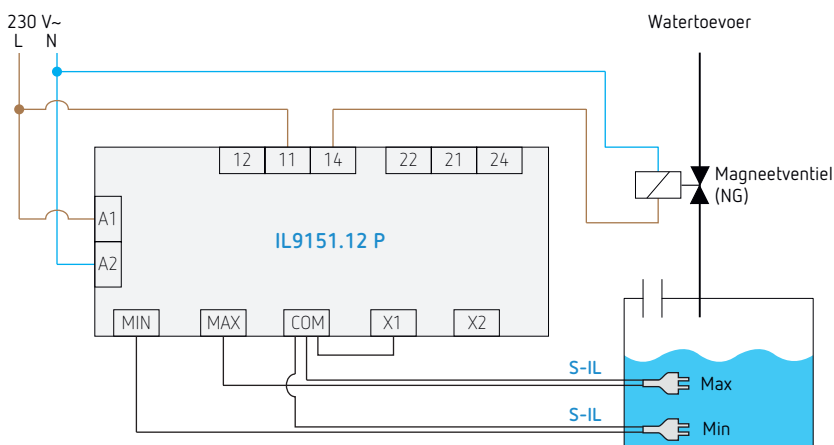 230 V~
L N
Watertoevoer
12 11 14 22 21 24
Magneetventiel
(NG)
A1
IL9151.12 P
A2
MIN MAX COM X1 X2
S-IL
Max
S-IL
Min